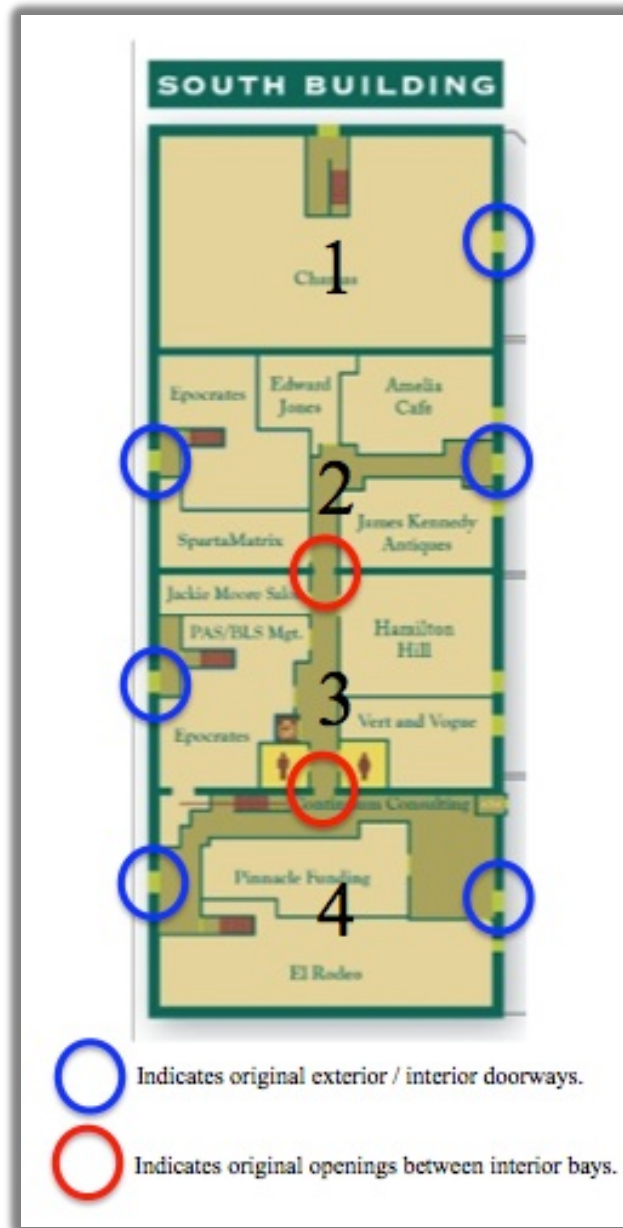 SOUTH BUILDING
1
Epocrates
Edward
Jones
Amelia
Cafe
2
SpartaMatrix
James Kennedy
Antiques
Jackie Moore
PAS/BLS Mgt.
Hamilton
Hill
3
Epocrates
Vert and Vogue
Continuum Consulting
Pinnacle Funding
4
El Rodeo
Indicates original exterior / interior doorways.
Indicates original openings between interior bays.